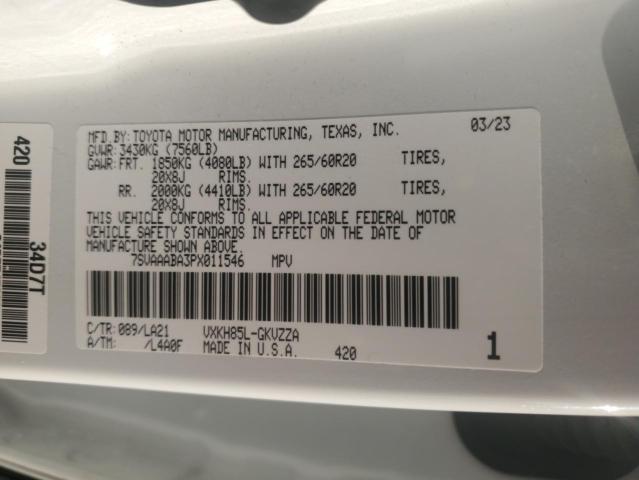 MFD.BY:TOYOTA MOTOR MANUFACTURING, TEXAS, INC. 03/23
GVWR:3430KG (7560LB)
GAWR:FRT. 1850KG (4080LB) WITH 265/60R20 TIRES,
20X8J RIMS.
RR. 2000KG (4410LB) WITH 265/60R20 TIRES,
20X8J RIMS.
THIS VEHICLE CONFORMS TO ALL APPLICABLE FEDERAL MOTOR
VEHICLE SAFETY STANDARDS IN EFFECT ON THE DATE OF
MANUFACTURE SHOWN ABOVE.
7SVAAABA3PX011546 MPV
C/TR:089/LA21 VXKH85L-GKVZZA
A/TM: /L4A0F MADE IN U.S.A. 420 1
420
34D7T